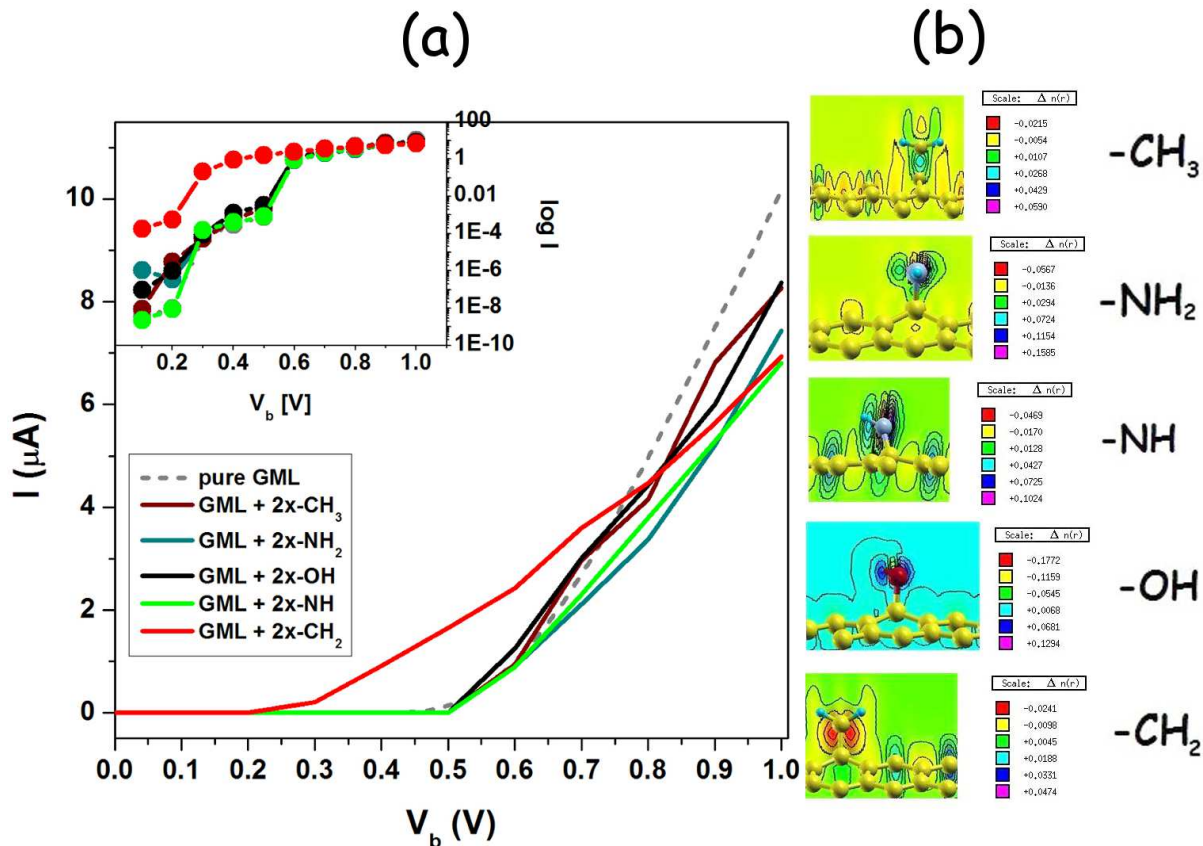 (a)
(b)
I (μA)
10
8
6
4
2
0
0.0 0.1 0.2 0.3 0.4 0.5 0.6 0.7 0.8 0.9 1.0
V_b (V)
100
1
0.01
1E-4
1E-6
1E-8
1E-10
log I
0.2 0.4 0.6 0.8 1.0
V_b [V]
pure GML
GML + 2x-CH₃
GML + 2x-NH₂
GML + 2x-OH
GML + 2x-NH
GML + 2x-CH₂
Scale: Δ n(r)
-0.0215
-0.0054
+0.0107
+0.0268
+0.0429
+0.0590
-CH₃
Scale: Δ n(r)
-0.0567
-0.0136
+0.0294
+0.0724
+0.1154
+0.1585
-NH₂
Scale: Δ n(r)
-0.0469
-0.0170
+0.0128
+0.0427
+0.0725
+0.1024
-NH
Scale: Δ n(r)
-0.1772
-0.1159
-0.0545
+0.0068
+0.0681
+0.1294
-OH
Scale: Δ n(r)
-0.0241
-0.0098
+0.0045
+0.0188
+0.0331
+0.0474
-CH₂